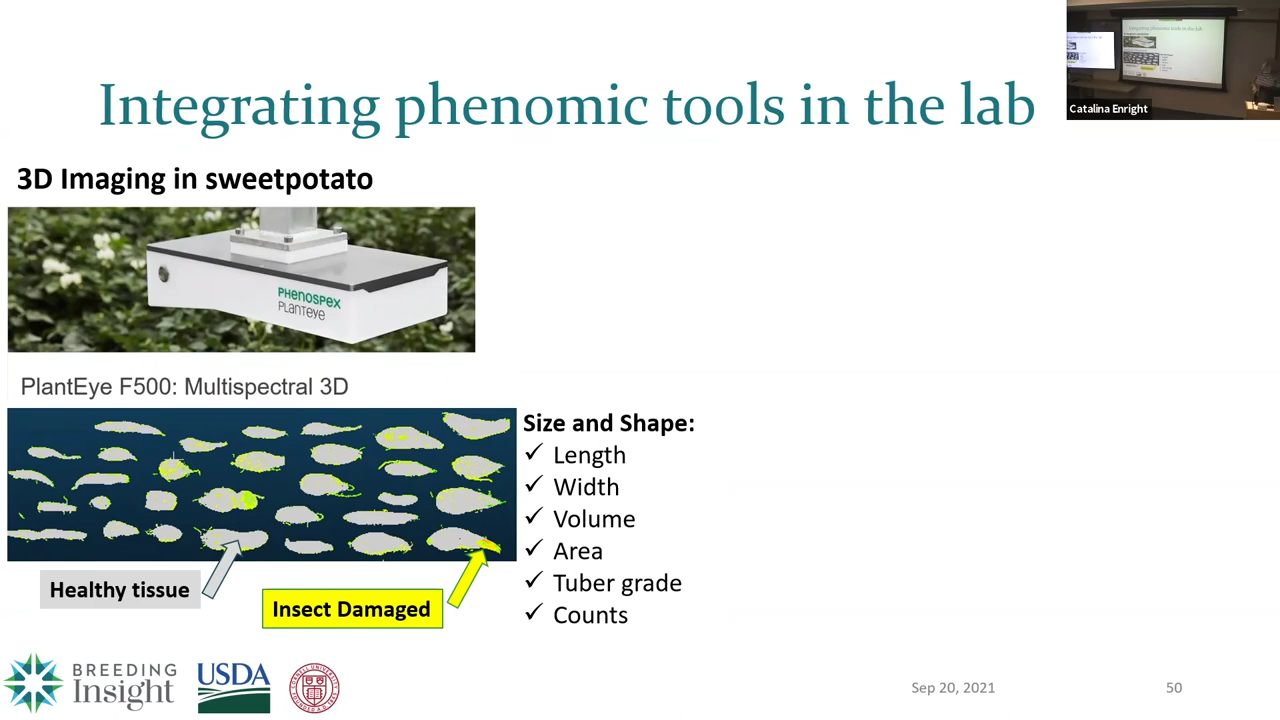 Integrating phenomic tools in the lab
Catalina Enright
3D Imaging in sweetpotato
PHENOSPEX
PLANTEYE
PlantEye F500: Multispectral 3D
Size and Shape:
✓ Length
✓ Width
✓ Volume
✓ Area
✓ Tuber grade
✓ Counts
Healthy tissue
Insect Damaged
BREEDING
Insight
USDA
Sep 20, 2021
50